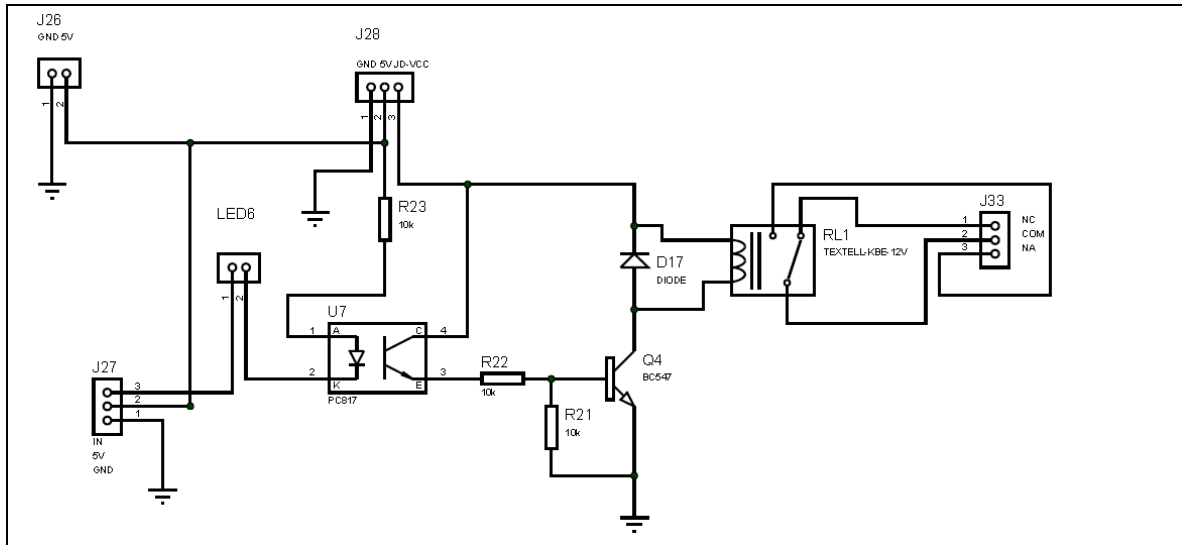 J26
GND 5V
1
2
J28
GND 5V JD-VCC
1
2
3
R23
10k
LED6
1
2
U7
1
A
C
4
2
K
E
3
PC817
R22
10k
R21
10k
Q4
BC547
D17
DIODE
RL1
TEXTELL-KBE-12V
J33
1
NC
2
COM
3
NA
J27
3
2
1
IN
5V
GND